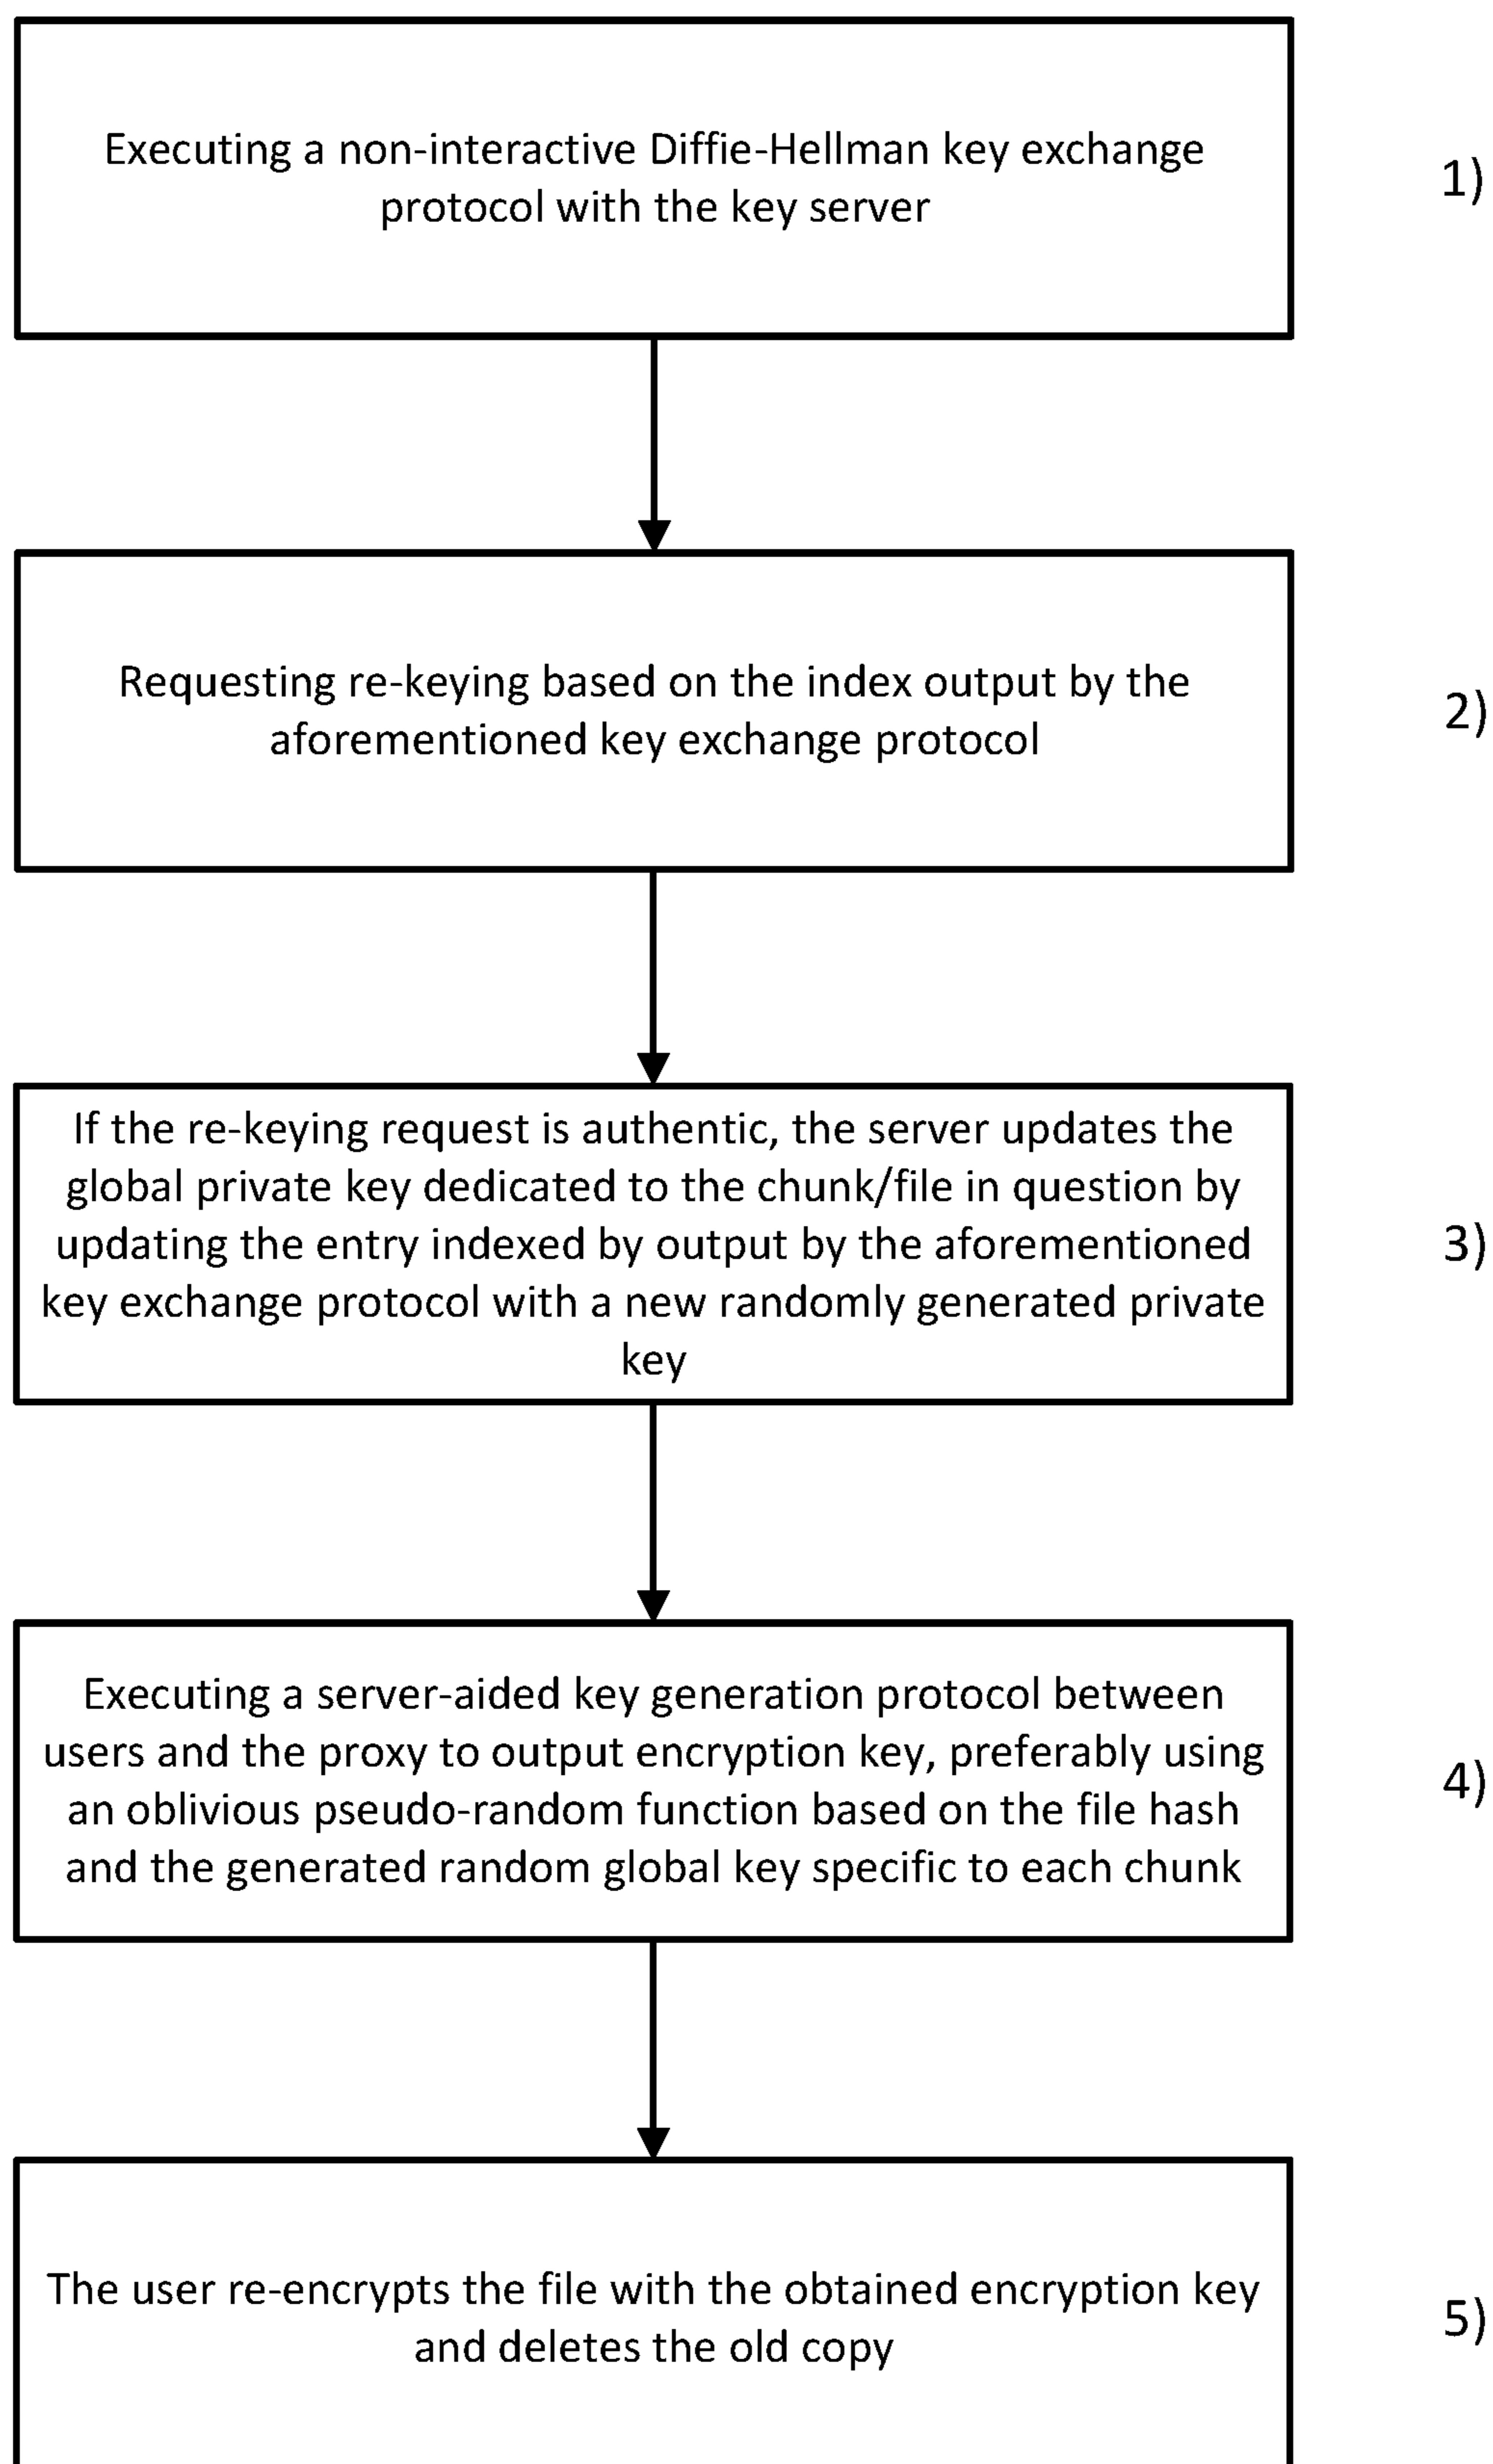 Executing a non-interactive Diffie-Hellman key exchange
protocol with the key server
1)
Requesting re-keying based on the index output by the
aforementioned key exchange protocol
2)
If the re-keying request is authentic, the server updates the
global private key dedicated to the chunk/file in question by
updating the entry indexed by output by the aforementioned
key exchange protocol with a new randomly generated private
key
3)
Executing a server-aided key generation protocol between
users and the proxy to output encryption key, preferably using
an oblivious pseudo-random function based on the file hash
and the generated random global key specific to each chunk
4)
The user re-encrypts the file with the obtained encryption key
and deletes the old copy
5)